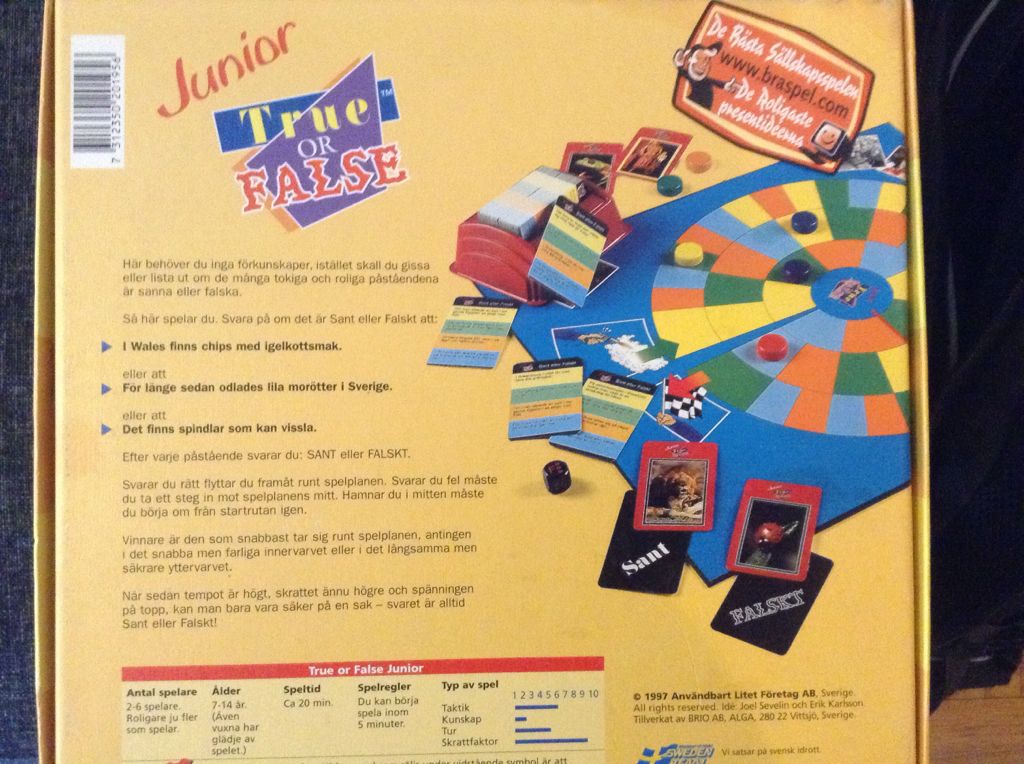 Junior
True™
OR
FALSE
7 312350 201956
De Bästa Sällskapsspelen
www.braspel.com
& De Roligaste
presentidéerna
Här behöver du inga förkunskaper, istället skall du gissa
eller lista ut om de många tokiga och roliga påståendena
är sanna eller falska.
Så här spelar du. Svara på om det är Sant eller Falskt att:
I Wales finns chips med igelkottsmak.
eller att
För länge sedan odlades lila morötter i Sverige.
eller att
Det finns spindlar som kan vissla.
Efter varje påstående svarar du: SANT eller FALSKT.
Svarar du rätt flyttar du framåt runt spelplanen. Svarar du fel måste
du ta ett steg in mot spelplanens mitt. Hamnar du i mitten måste
du börja om från startrutan igen.
Vinnare är den som snabbast tar sig runt spelplanen, antingen
i det snabba men farliga innervarvet eller i det långsamma men
säkrare yttervarvet.
När sedan tempot är högt, skrattet ännu högre och spänningen
på topp, kan man bara vara säker på en sak – svaret är alltid
Sant eller Falskt!
Sant
FALSKT
True or False Junior
Antal spelare
2-6 spelare.
Roligare ju fler
som spelar.
Ålder
7-14 år.
(Även
vuxna har
glädje av
spelet.)
Speltid
Ca 20 min.
Spelregler
Du kan börja
spela inom
5 minuter.
Typ av spel
1 2 3 4 5 6 7 8 9 10
Taktik
Kunskap
Tur
Skrattfaktor
© 1997 Användbart Litet Företag AB, Sverige.
All rights reserved. Idé: Joel Sevelin och Erik Karlsson.
Tillverkat av BRIO AB, ALGA, 280 22 Vittsjö, Sverige.
SWEDEN
Vi satsar på svensk idrott.